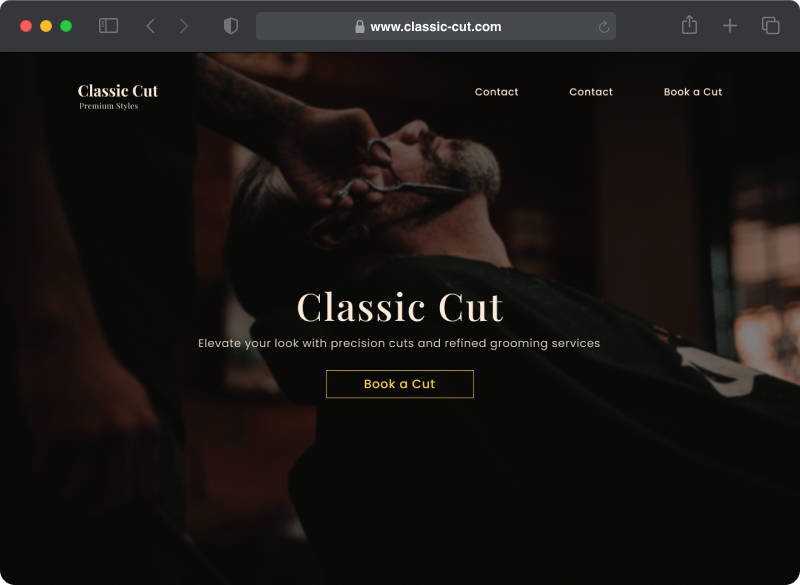 www.classic-cut.com
Classic Cut
Premium Styles
Contact
Contact
Book a Cut
Classic Cut
Elevate your look with precision cuts and refined grooming services
Book a Cut